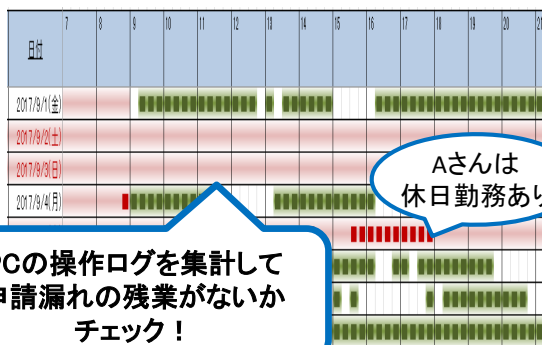 日付 7 8 9 10 11 12 13 14 15 16 17 18 19 20 21
2017/9/1(金)
2017/9/2(土)
2017/9/3(日)
2017/9/4(月)
Aさんは
休日勤務あり
PCの操作ログを集計して
申請漏れの残業がないか
チェック！